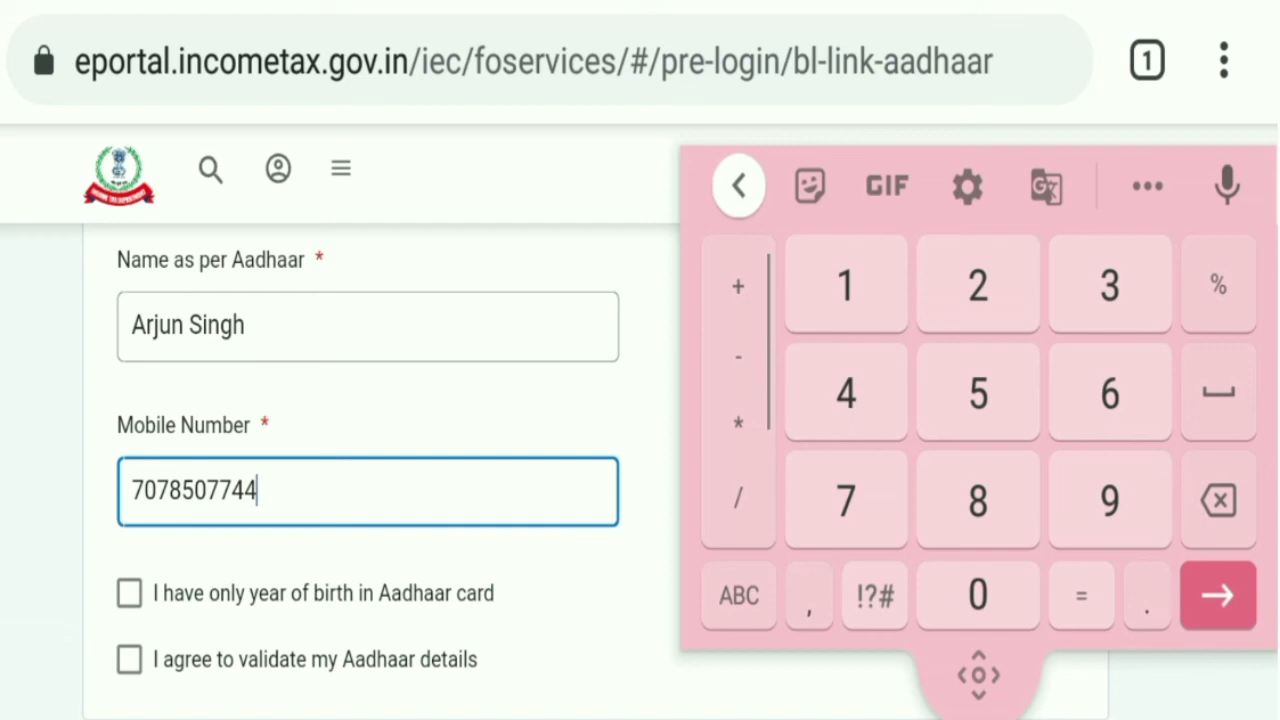 eportal.incometax.gov.in/iec/foservices/#/pre-login/bl-link-aadhaar
1
GIF
Name as per Aadhaar *
Arjun Singh
Mobile Number *
7078507744
I have only year of birth in Aadhaar card
I agree to validate my Aadhaar details
+ 1 2 3 %
- 4 5 6
*
/ 7 8 9
ABC , !?# 0 = .